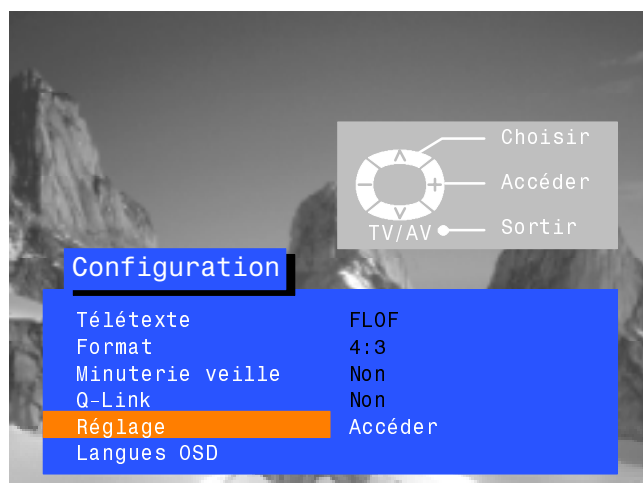 Choisir
Accéder
TV/AV Sortir
Configuration
Télétexte FLOF
Format 4:3
Minuterie veille Non
Q-Link Non
Réglage Accéder
Langues OSD